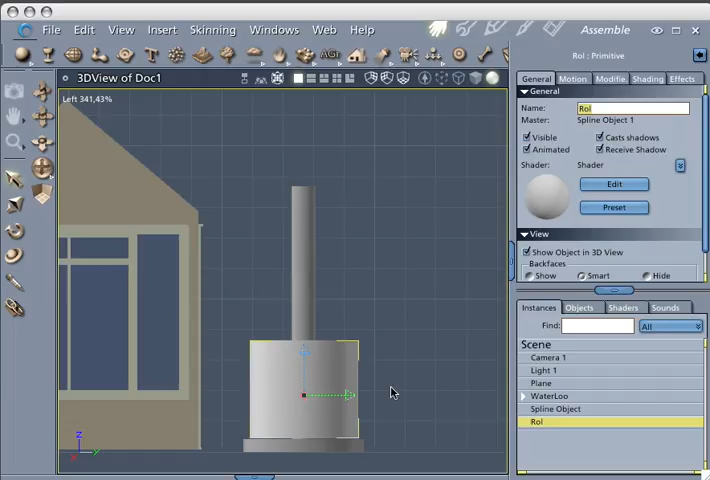 File Edit View Insert Skinning Windows Web Help Assemble
Rol : Primitive
3DView of Doc1
General Motion Modifie. Shading Effects
Left 341,43%
General
Name: Rol
Master: Spline Object 1
Visible Casts shadows
Animated Receive Shadow
Shader: Shader
Edit
Preset
View
Show Object in 3D View
Backfaces
Show Smart Hide
Instances Objects Shaders Sounds
Find: All
Scene
Camera 1
Light 1
Plane
WaterLoo
Spline Object
Rol
Z
Y
X